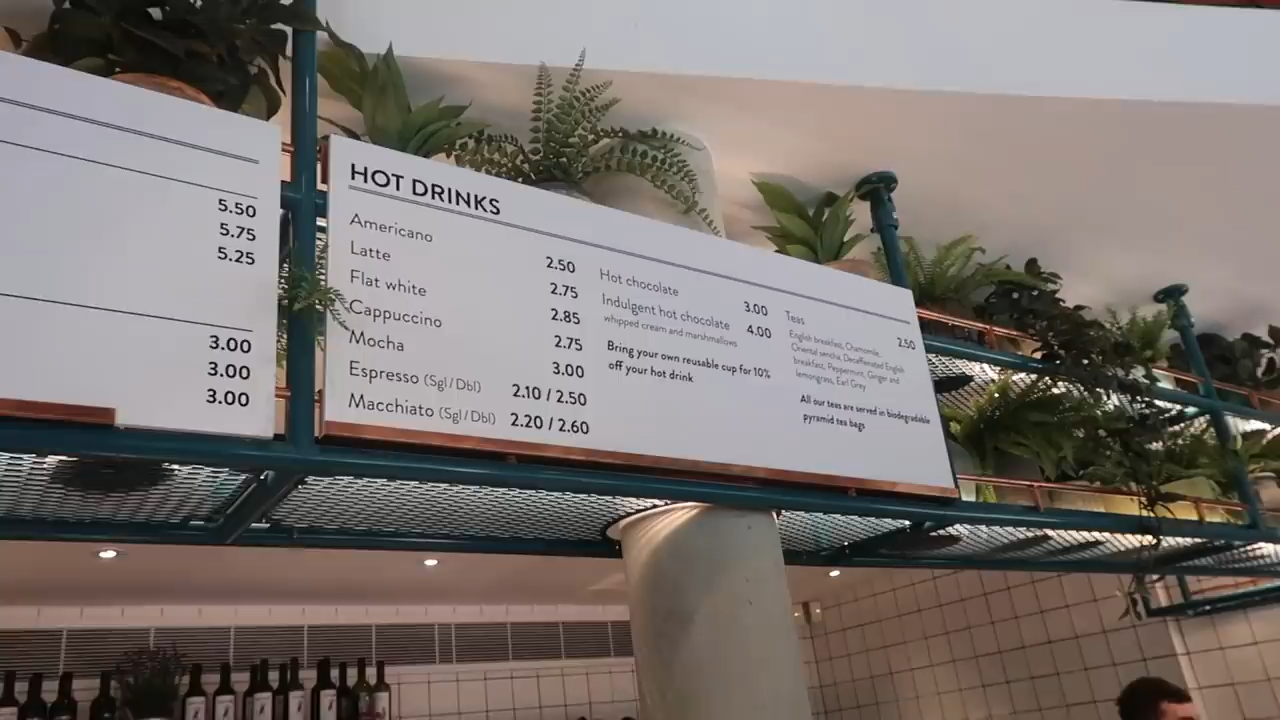 5.50
5.75
5.25
3.00
3.00
3.00
HOT DRINKS
Americano 2.50
Latte 2.75
Flat white 2.85
Cappuccino 2.75
Mocha 3.00
Espresso (Sgl/Dbl) 2.10 / 2.50
Macchiato (Sgl/Dbl) 2.20 / 2.60
Hot chocolate 3.00
Indulgent hot chocolate 4.00
whipped cream and marshmallows
Bring your own reusable cup for 10%
off your hot drink
Teas 2.50
English breakfast, Chamomile,
Oriental sencha, Decaffeinated English
breakfast, Peppermint, Ginger and
lemongrass, Earl Grey
All our teas are served in biodegradable
pyramid tea bags